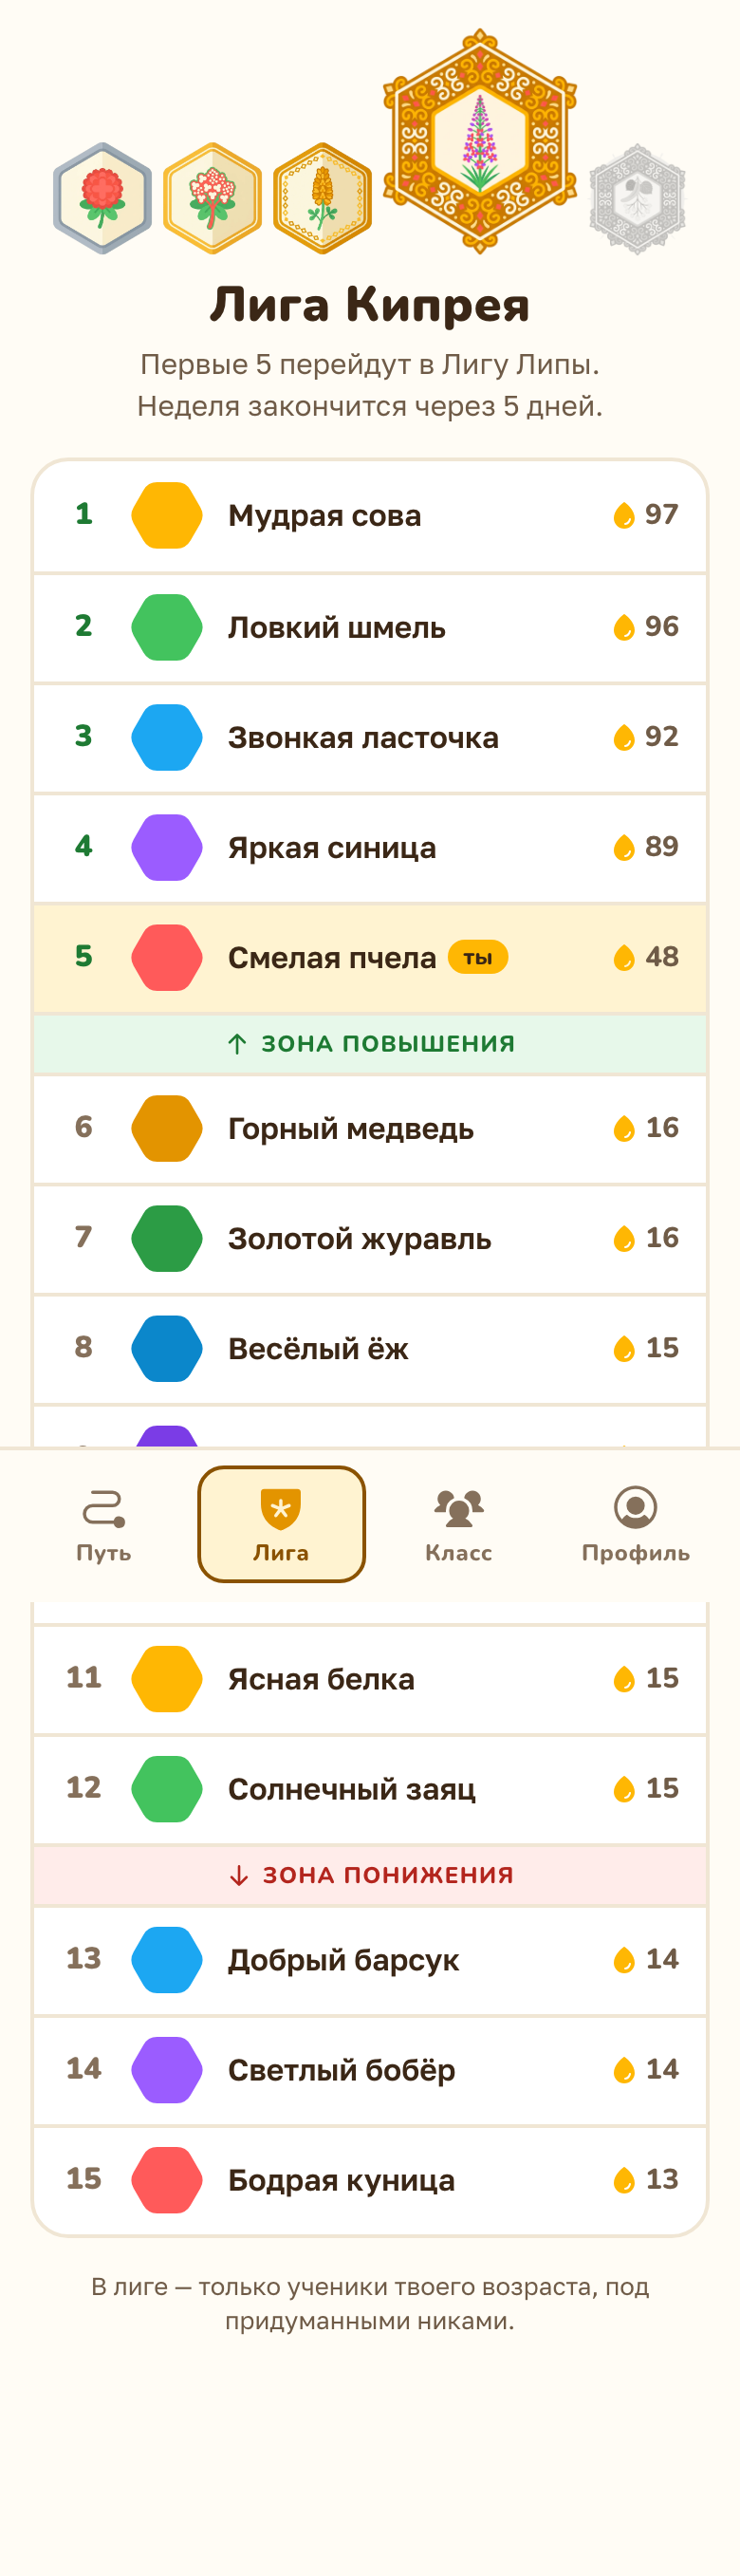 Лига Кипрея
Первые 5 перейдут в Лигу Липы.
Неделя закончится через 5 дней.
1 Мудрая сова 97
2 Ловкий шмель 96
3 Звонкая ласточка 92
4 Яркая синица 89
5 Смелая пчела ты 48
↑ ЗОНА ПОВЫШЕНИЯ
6 Горный медведь 16
7 Золотой журавль 16
8 Весёлый ёж 15
Путь Лига Класс Профиль
11 Ясная белка 15
12 Солнечный заяц 15
↓ ЗОНА ПОНИЖЕНИЯ
13 Добрый барсук 14
14 Светлый бобёр 14
15 Бодрая куница 13
В лиге — только ученики твоего возраста, под
придуманными никами.